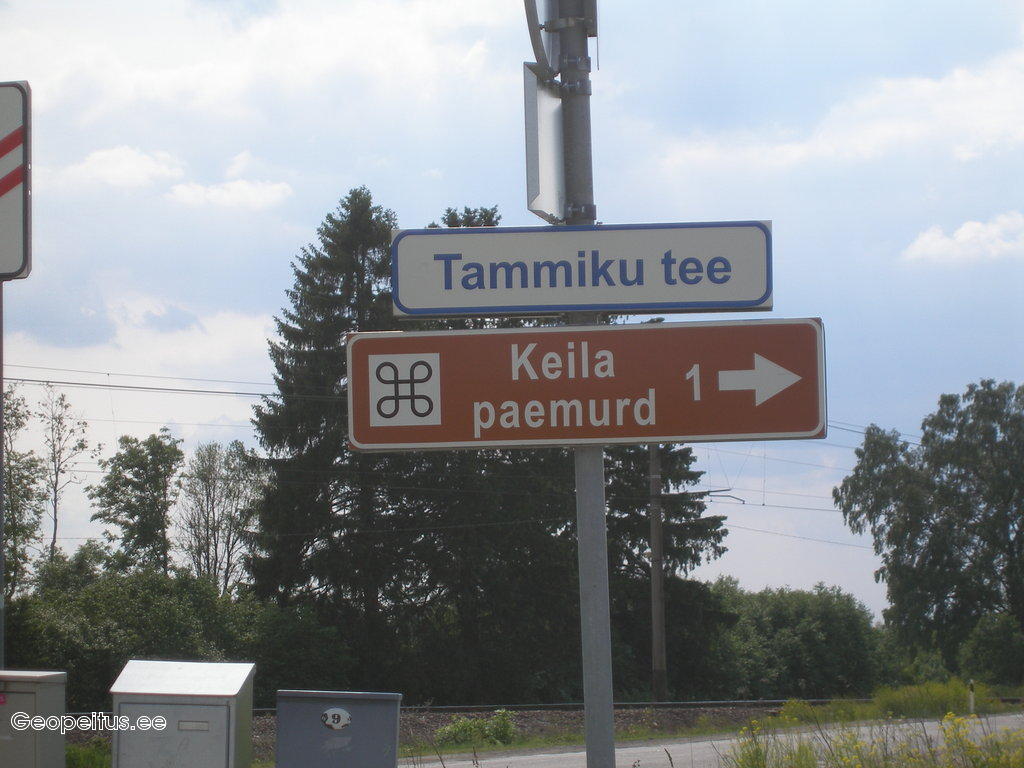 Tammiku tee
Keila
paemurd
1
9
Geopeitus.ee